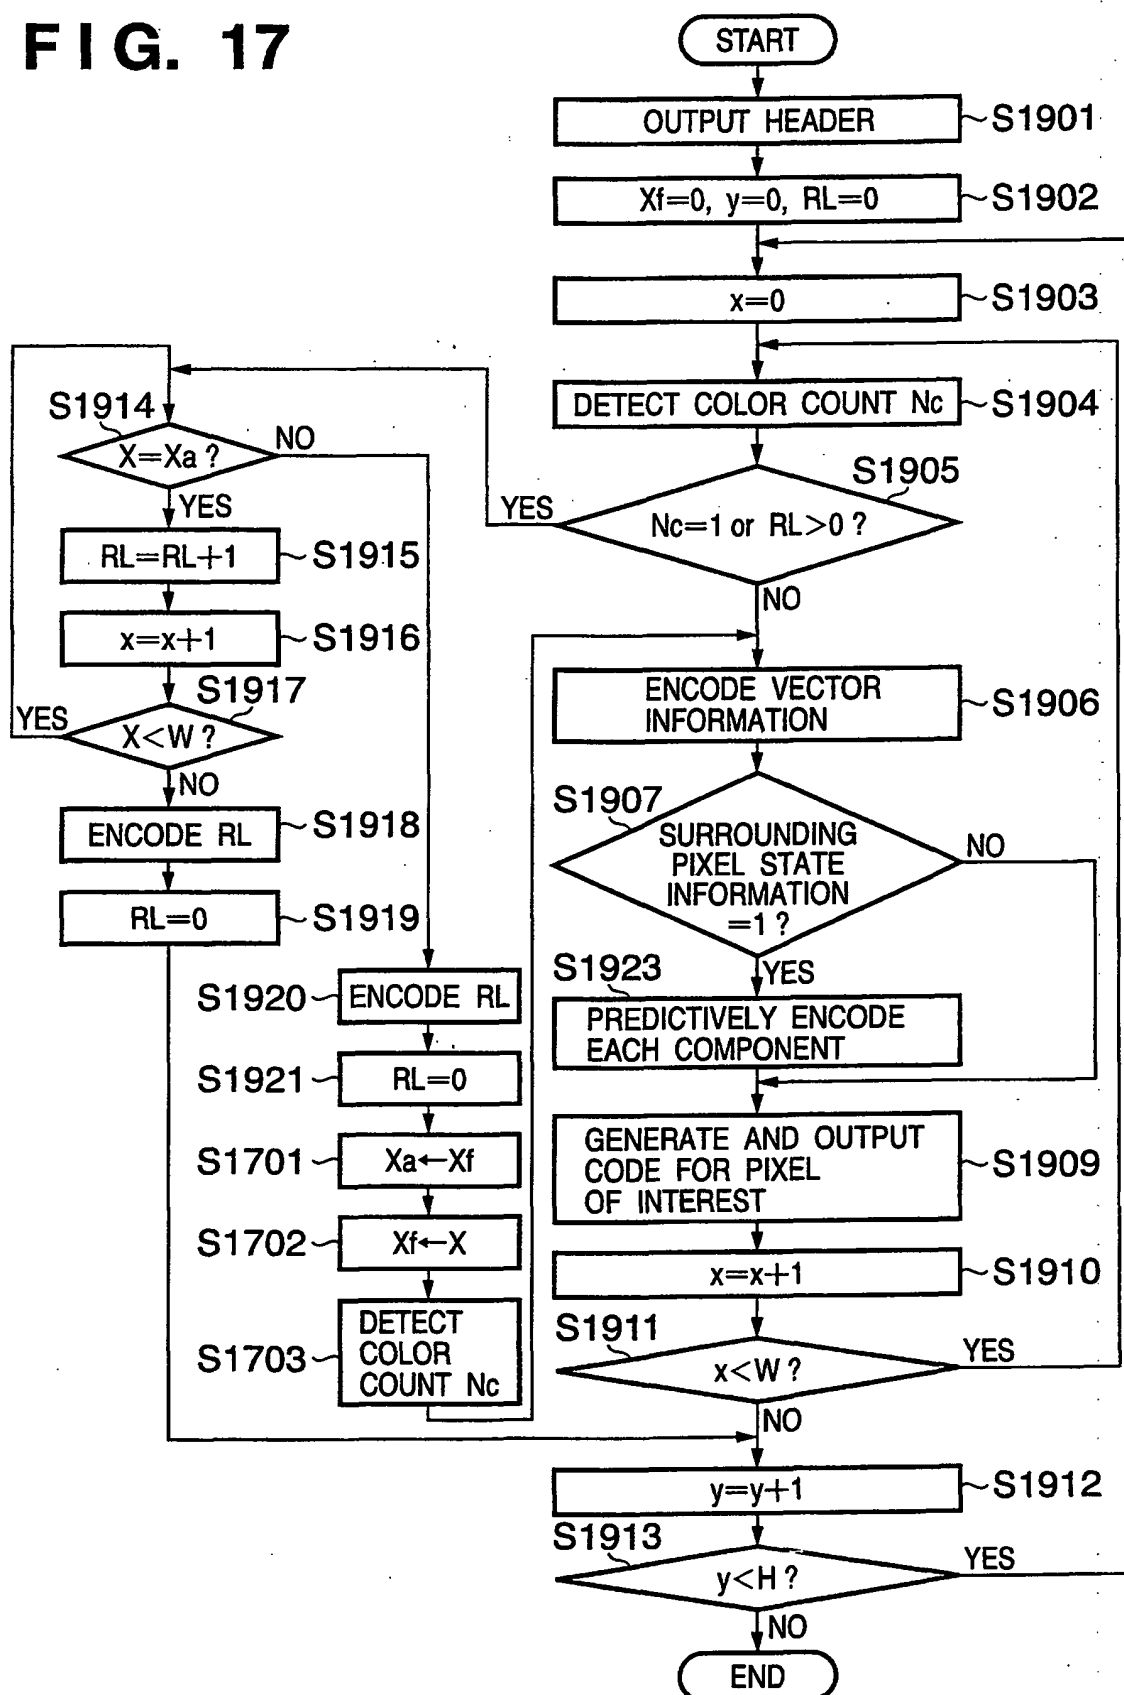 FIG. 17
START
OUTPUT HEADER
S1901
Xf=0, y=0, RL=0
S1902
x=0
S1903
DETECT COLOR COUNT Nc
S1904
S1905
Nc=1 or RL>0 ?
YES
NO
S1914
X=Xa ?
NO
YES
RL=RL+1
S1915
x=x+1
S1916
S1917
X<W ?
YES
NO
ENCODE RL
S1918
RL=0
S1919
S1920
ENCODE RL
S1921
RL=0
S1701
Xa←Xf
S1702
Xf←X
S1703
DETECT
COLOR
COUNT Nc
ENCODE VECTOR
INFORMATION
S1906
S1907
SURROUNDING
PIXEL STATE
INFORMATION
=1 ?
NO
YES
S1923
PREDICTIVELY ENCODE
EACH COMPONENT
GENERATE AND OUTPUT
CODE FOR PIXEL
OF INTEREST
S1909
x=x+1
S1910
S1911
x<W ?
YES
NO
y=y+1
S1912
S1913
y<H ?
YES
NO
END